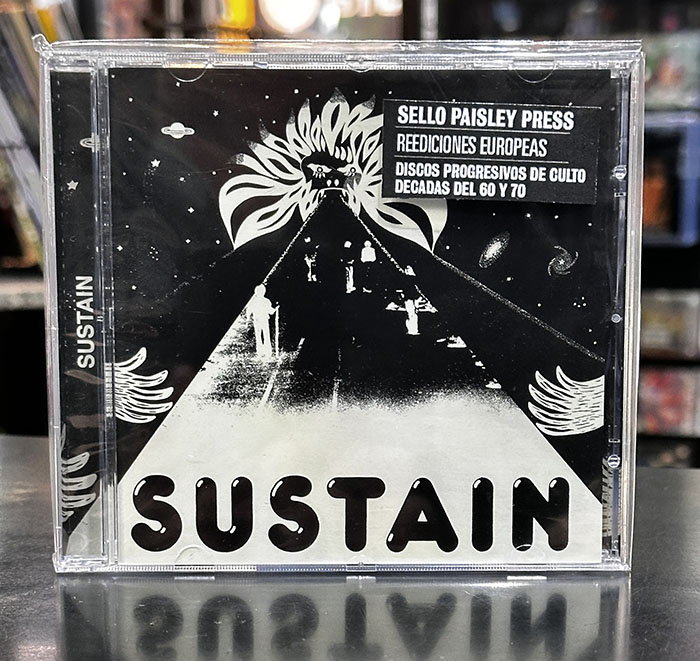 SELLO PAISLEY PRESS
REEDICIONES EUROPEAS
DISCOS PROGRESIVOS DE CULTO
DECADAS DEL 60 Y 70
SUSTAIN
SUSTAIN